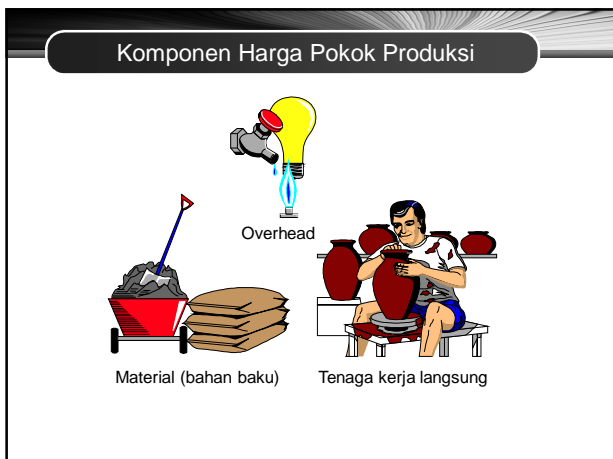 Komponen Harga Pokok Produksi
Overhead
Material (bahan baku)
Tenaga kerja langsung